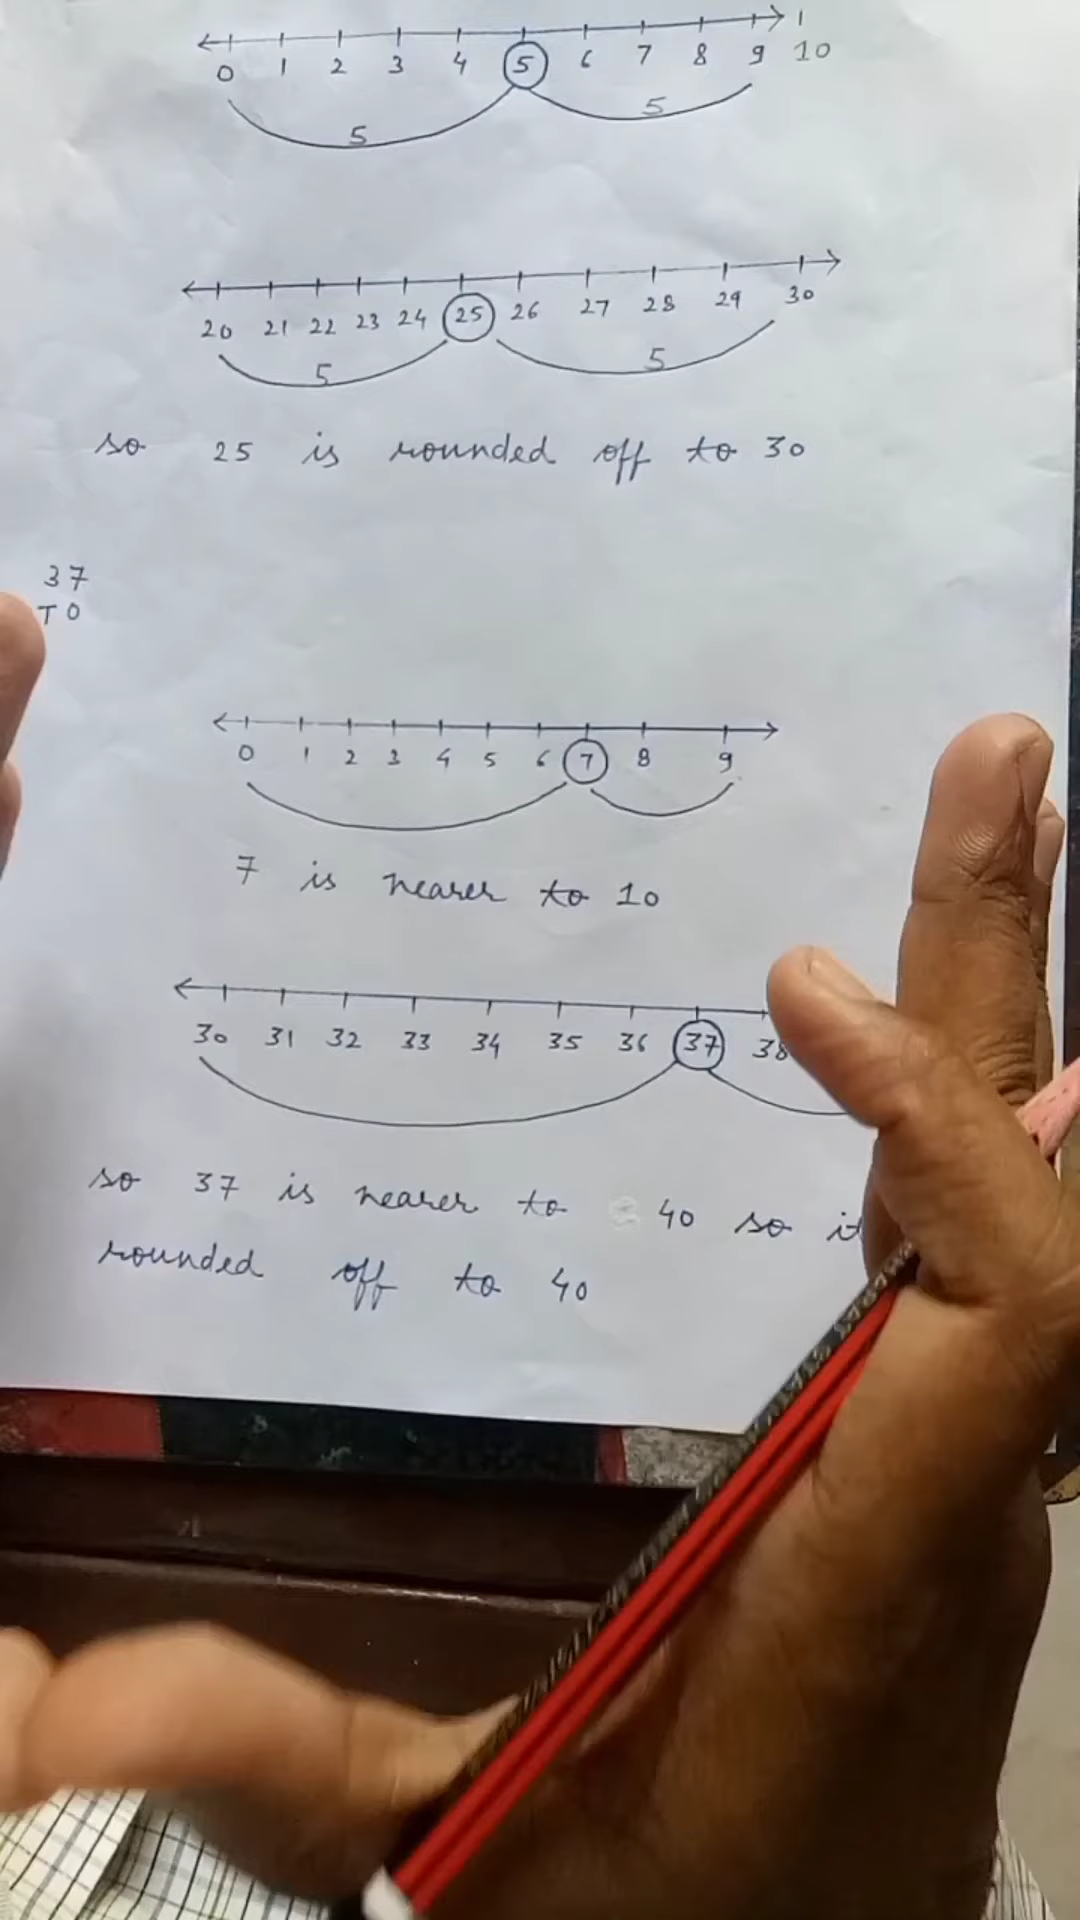 0 1 2 3 4 5 6 7 8 9 10
5 5
20 21 22 23 24 25 26 27 28 29 30
5 5
so 25 is rounded off to 30
37
T O
0 1 2 3 4 5 6 7 8 9
7 is nearer to 10
30 31 32 33 34 35 36 37 38
so 37 is nearer to 40 so it
rounded off to 40